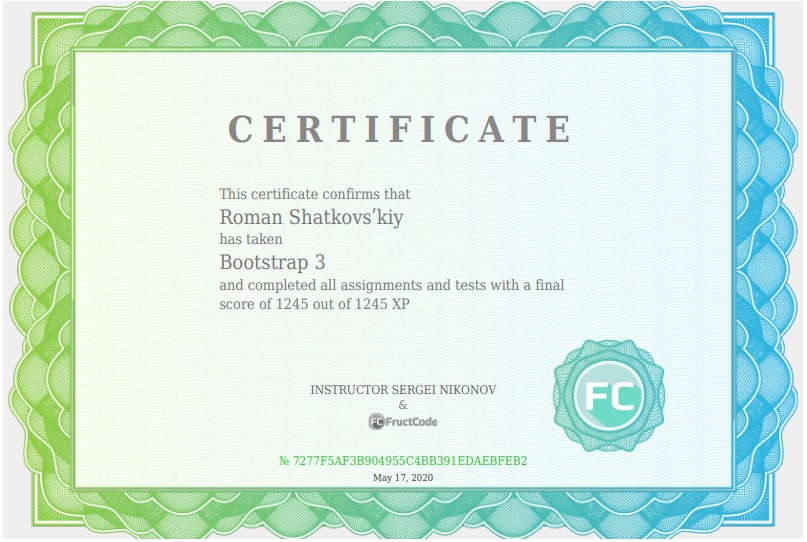 CERTIFICATE
This certificate confirms that
Roman Shatkovsʹkiy
has taken
Bootstrap 3
and completed all assignments and tests with a final
score of 1245 out of 1245 XP
INSTRUCTOR SERGEI NIKONOV
&
FC FructCode
FC
№ 7277F5AF3B904955C4BB391EDAEBFEB2
May 17, 2020